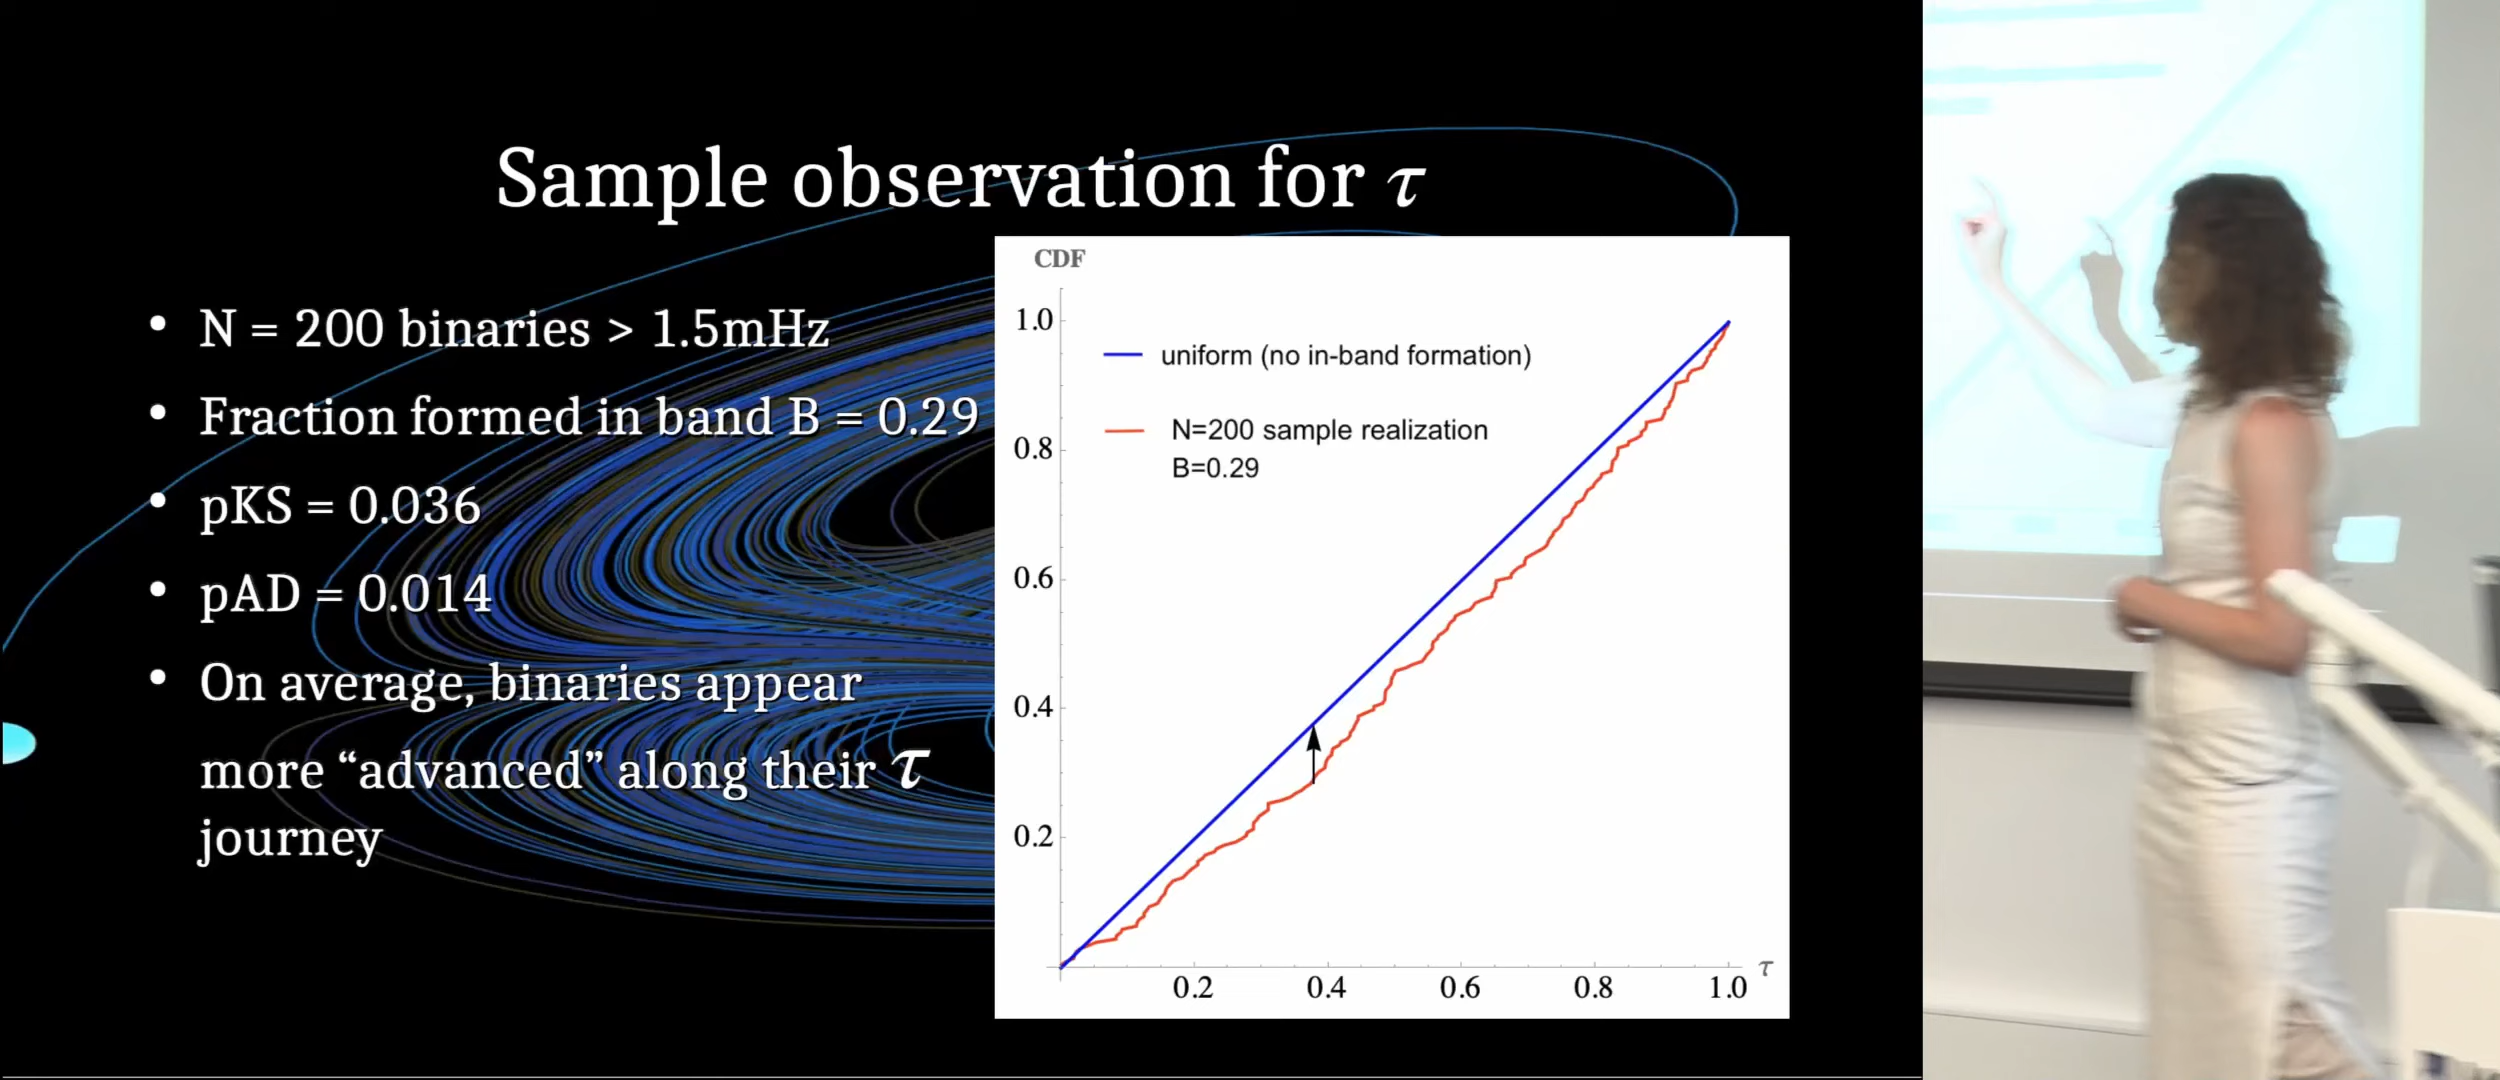 Sample observation for τ
• N = 200 binaries > 1.5mHz
• Fraction formed in band B = 0.29
• pKS = 0.036
• pAD = 0.014
• On average, binaries appear
more “advanced” along their τ
journey
CDF
1.0
0.8
0.6
0.4
0.2
uniform (no in-band formation)
N=200 sample realization
B=0.29
0.2 0.4 0.6 0.8 1.0
τ